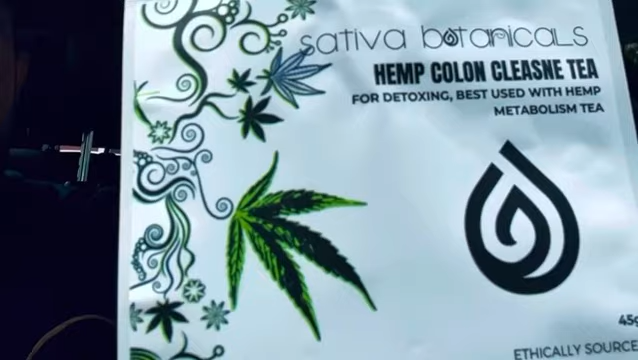 sativa botanicals
HEMP COLON CLEASNE TEA
FOR DETOXING, BEST USED WITH HEMP
METABOLISM TEA
45g
ETHICALLY SOURCE